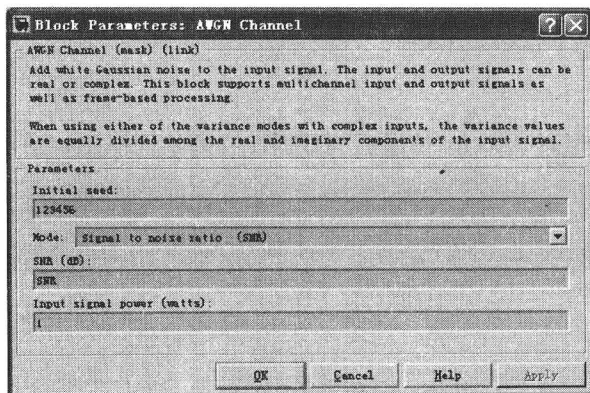 Block Parameters: AWGN Channel
AWGN Channel (mask) (link)
Add white Gaussian noise to the input signal. The input and output signals can be
real or complex. This block supports multichannel input and output signals as
well as frame-based processing.
When using either of the variance modes with complex inputs, the variance values
are equally divided among the real and imaginary components of the input signal.
Parameters
Initial seed:
123456
Mode: Signal to noise ratio (SNR)
SNR (dB):
SNR
Input signal power (watts):
1
OK Cancel Help Apply